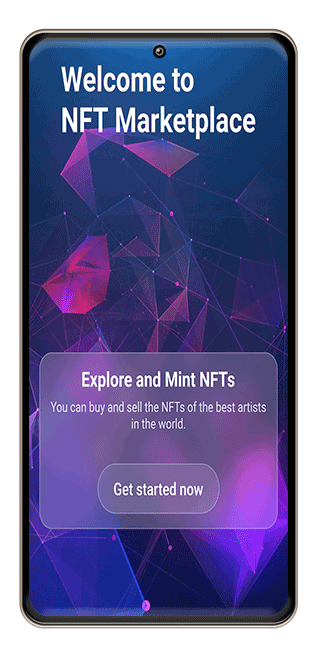 Welcome to
NFT Marketplace
Explore and Mint NFTs
You can buy and sell the NFTs of the best artists
in the world.
Get started now